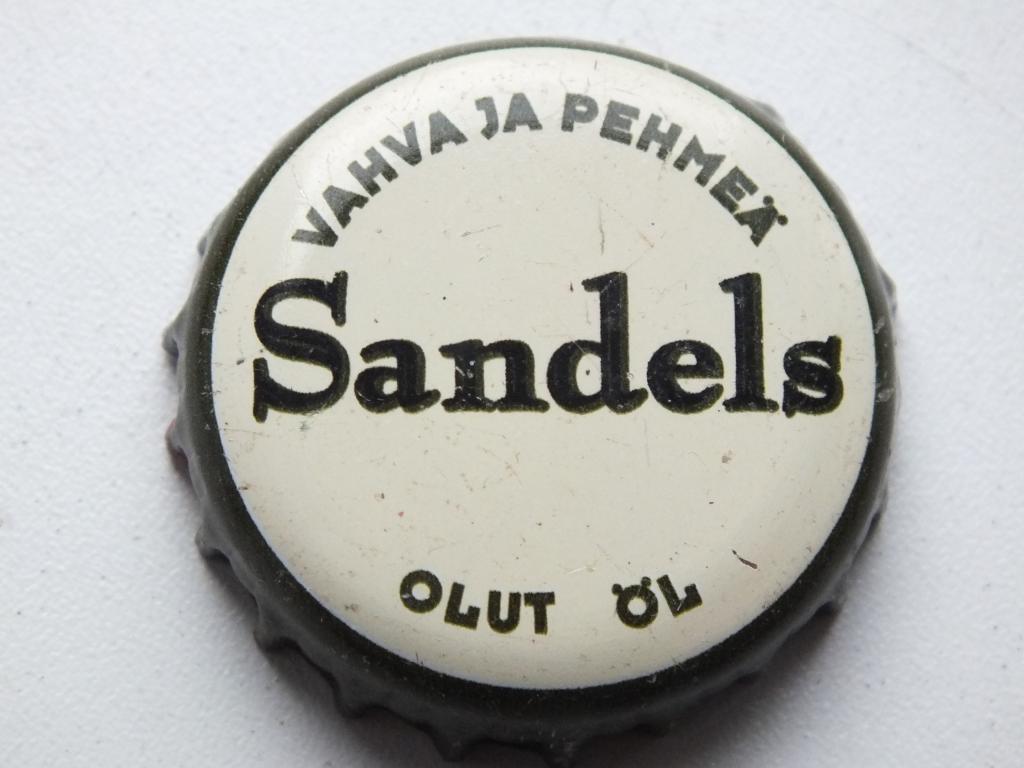 VAHVA JA PEHMEÄ
Sandels
OLUT ÖL